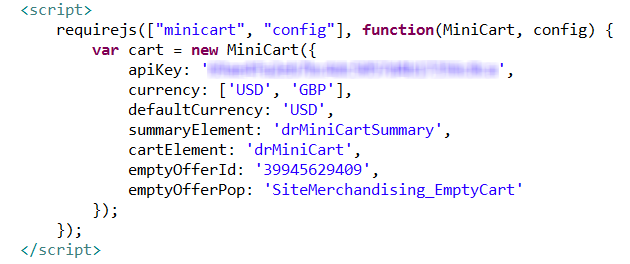 <script>
requirejs(["minicart", "config"], function(MiniCart, config) {
var cart = new MiniCart({
apiKey: '',
currency: ['USD', 'GBP'],
defaultCurrency: 'USD',
summaryElement: 'drMiniCartSummary',
cartElement: 'drMiniCart',
emptyOfferId: '39945629409',
emptyOfferPop: 'SiteMerchandising_EmptyCart'
});
});
</script>